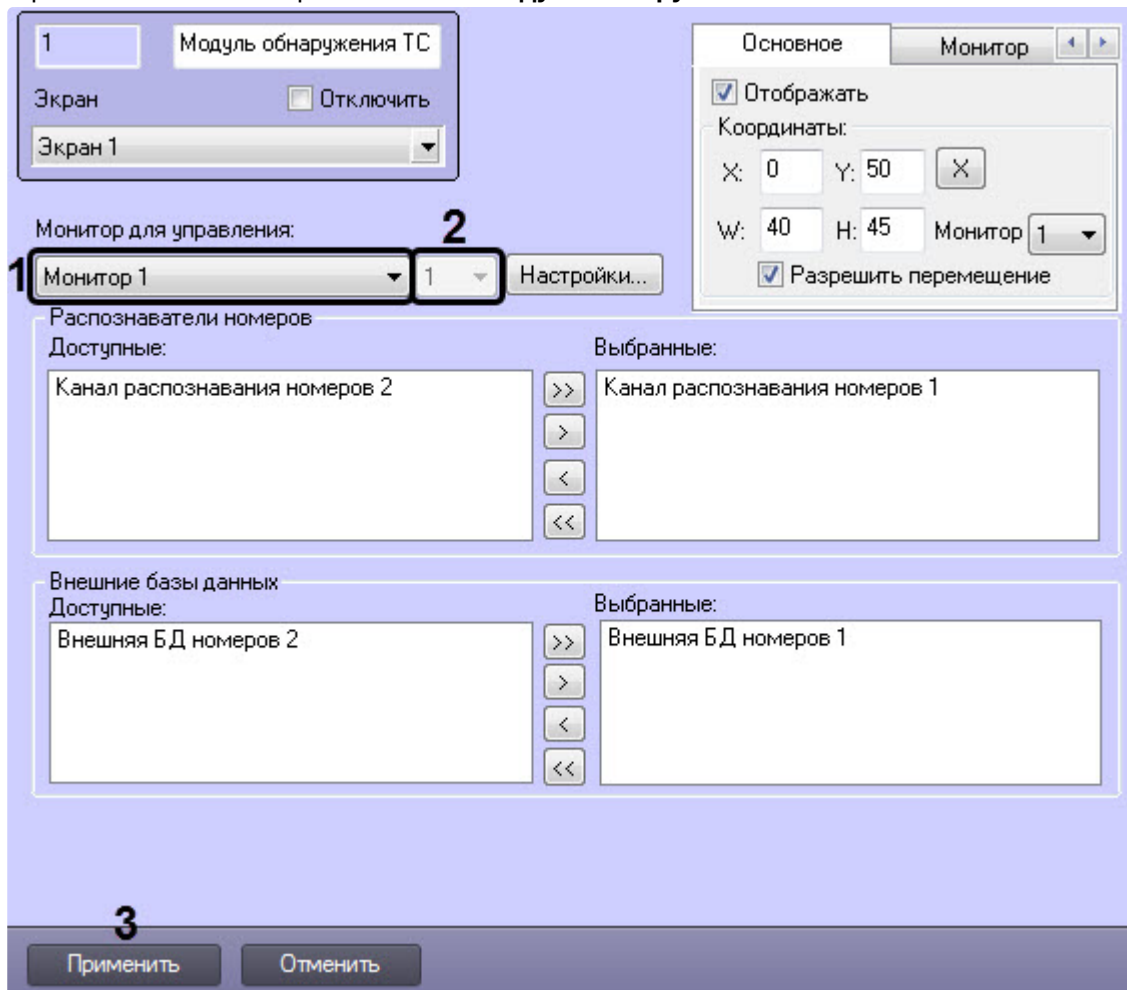 1 Модуль обнаружения ТС
Экран Отключить
Экран 1
Основное Монитор
Отображать
Координаты:
X: 0 Y: 50 X
W: 40 H: 45 Монитор 1
Разрешить перемещение
Монитор для управления: 2
1 Монитор 1 1 Настройки...
Распознаватели номеров
Доступные: Выбранные:
Канал распознавания номеров 2 >> Канал распознавания номеров 1
>
<
<<
Внешние базы данных
Доступные: Выбранные:
Внешняя БД номеров 2 >> Внешняя БД номеров 1
>
<
<<
3
Применить Отменить